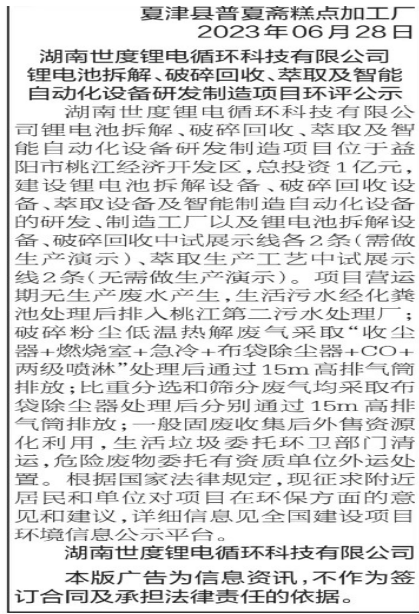 夏津县普夏斋糕点加工厂
2023年06月28日
湖南世度锂电循环科技有限公司
锂电池拆解、破碎回收、萃取及智能
自动化设备研发制造项目环评公示
湖南世度锂电循环科技有限公
司锂电池拆解、破碎回收、萃取及智
能自动化设备研发制造项目位于益
阳市桃江经济开发区,总投资1亿元,
建设锂电池拆解设备、破碎回收设
备、萃取设备及智能制造自动化设备
的研发、制造工厂以及锂电池拆解设
备、破碎回收中试展示线各2条(需做
生产演示)、萃取生产工艺中试展示
线2条(无需做生产演示)。项目营运
期无生产废水产生,生活污水经化粪
池处理后排入桃江第二污水处理厂;
破碎粉尘低温热解废气采取“收尘
器+燃烧室+急冷+布袋除尘器+CO+
两级喷淋”处理后通过15m高排气筒
排放;比重分选和筛分废气均采取布
袋除尘器处理后分别通过15m高排
气筒排放;一般固废收集后外售资源
化利用,生活垃圾委托环卫部门清
运,危险废物委托有资质单位外运处
置。根据国家法律规定,现征求附近
居民和单位对项目在环保方面的意
见和建议,详细信息见全国建设项目
环境信息公示平台。
湖南世度锂电循环科技有限公司
本版广告为信息资讯,不作为签
订合同及承担法律责任的依据。